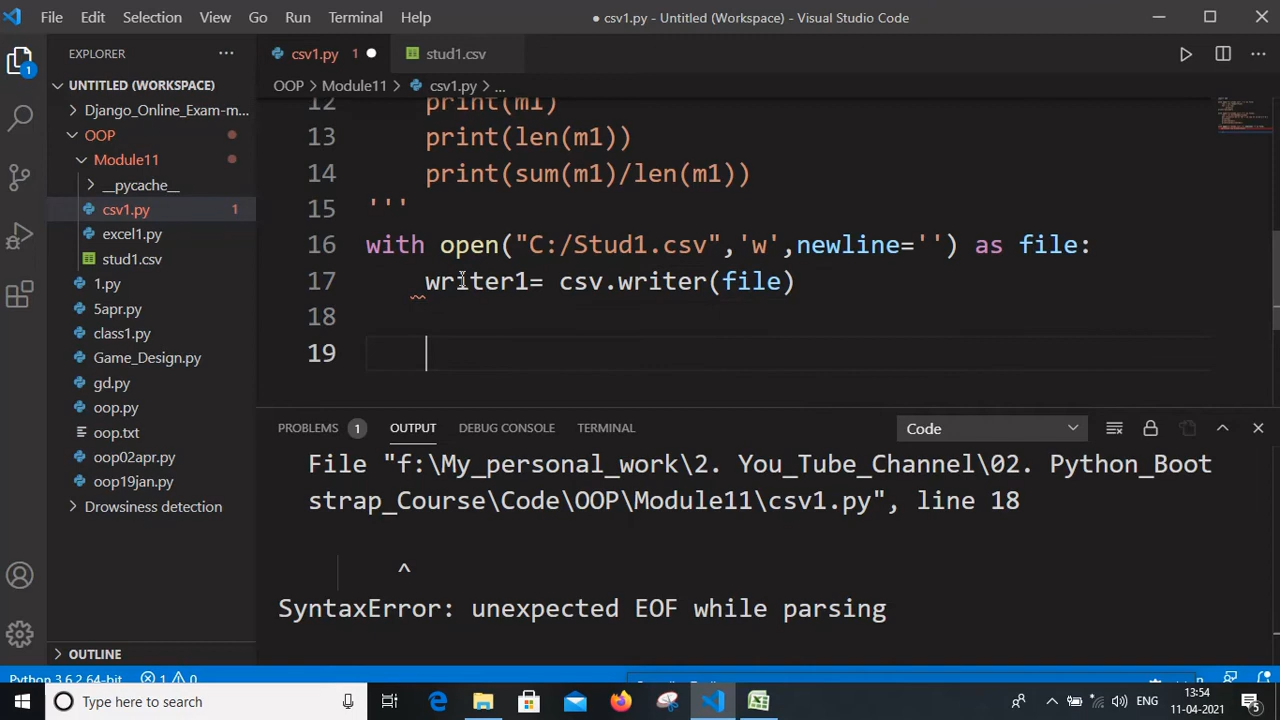 File Edit Selection View Go Run Terminal Help ● csv1.py - Untitled (Workspace) - Visual Studio Code
EXPLORER
csv1.py 1 stud1.csv
UNTITLED (WORKSPACE)
OOP > Module11 > csv1.py > ...
Django_Online_Exam-m...
OOP
Module11
__pycache__
csv1.py 1
excel1.py
stud1.csv
1.py
5apr.py
class1.py
Game_Design.py
gd.py
oop.py
oop.txt
oop02apr.py
oop19jan.py
Drowsiness detection
OUTLINE
12 print(m1)
13 print(len(m1))
14 print(sum(m1)/len(m1))
15 '''
16 with open("C:/Stud1.csv",'w',newline='') as file:
17 writer1= csv.writer(file)
18
19
PROBLEMS 1 OUTPUT DEBUG CONSOLE TERMINAL Code
File "f:\My_personal_work\2. You_Tube_Channel\02. Python_Boot
strap_Course\Code\OOP\Module11\csv1.py", line 18
^
SyntaxError: unexpected EOF while parsing
1
Python 3.6.2 64-bit 1 0
Type here to search
ENG
13:54
11-04-2021
5